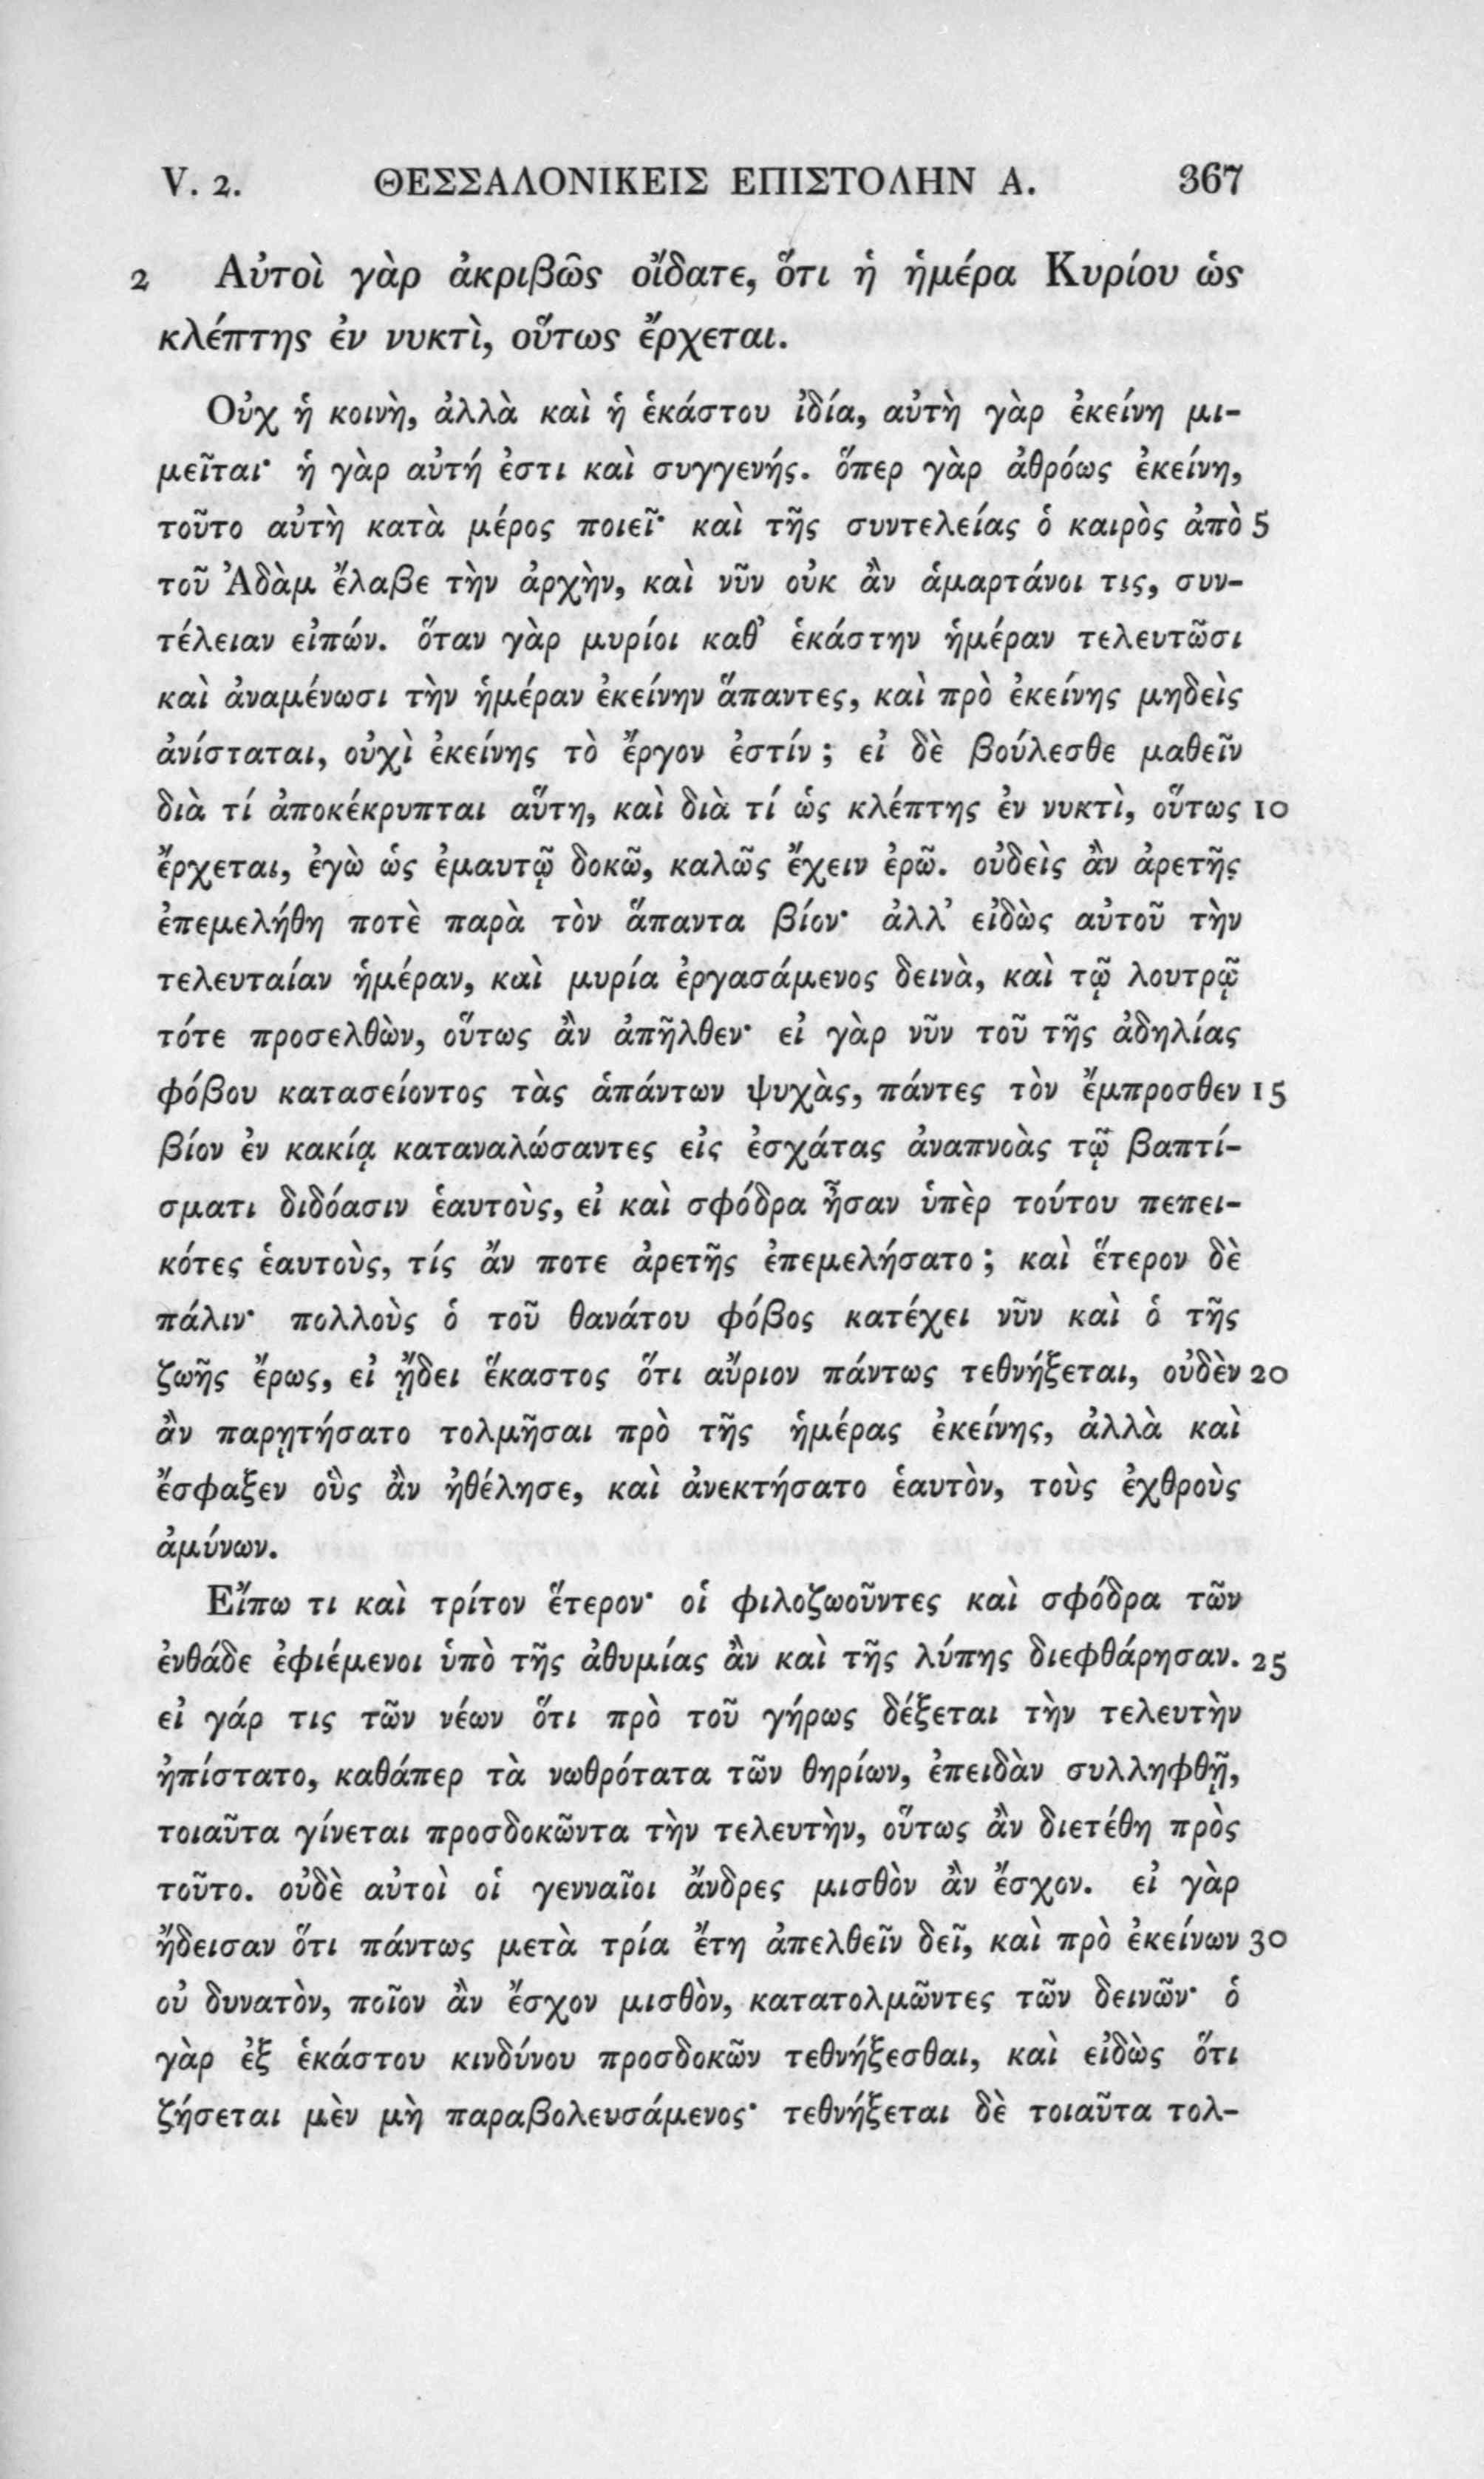 V. 2. ΘΕΣΣΑΛΟΝΙΚΕΙΣ ΕΠΙΣΤΟΛΗΝ Α. 367
2 Αὐτοὶ γὰρ ἀκριβῶς οἴδατε, ὅτι ἡ ἡμέρα Κυρίου ὡς
κλέπτης ἐν νυκτὶ, οὕτως ἔρχεται.
Οὐχ ἡ κοινὴ, ἀλλὰ καὶ ἡ ἑκάστου ἰδία, αὐτὴ γὰρ ἐκείνη μι-
μεῖται· ἡ γὰρ αὐτή ἐστι καὶ συγγενής. ὅπερ γὰρ ἀθρόως ἐκείνη,
τοῦτο αὐτὴ κατὰ μέρος ποιεῖ· καὶ τῆς συντελείας ὁ καιρὸς ἀπὸ 5
τοῦ Ἀδὰμ ἔλαβε τὴν ἀρχὴν, καὶ νῦν οὐκ ἂν ἁμαρτάνοι τις, συν-
τέλειαν εἰπών. ὅταν γὰρ μυρίοι καθ’ ἑκάστην ἡμέραν τελευτῶσι
καὶ ἀναμένωσι τὴν ἡμέραν ἐκείνην ἅπαντες, καὶ πρὸ ἐκείνης μηδεὶς
ἀνίσταται, οὐχὶ ἐκείνης τὸ ἔργον ἐστίν ; εἰ δὲ βούλεσθε μαθεῖν
διὰ τί ἀποκέκρυπται αὕτη, καὶ διὰ τί ὡς κλέπτης ἐν νυκτὶ, οὕτως 10
ἔρχεται, ἐγὼ ὡς ἐμαυτῷ δοκῶ, καλῶς ἔχειν ἐρῶ. οὐδεὶς ἂν ἀρετῆς
ἐπεμελήθη ποτὲ παρὰ τὸν ἅπαντα βίον· ἀλλ’ εἰδὼς αὐτοῦ τὴν
τελευταίαν ἡμέραν, καὶ μυρία ἐργασάμενος δεινὰ, καὶ τῷ λουτρῷ
τότε προσελθὼν, οὕτως ἂν ἀπῆλθεν· εἰ γὰρ νῦν τοῦ τῆς ἀδηλίας
φόβου κατασείοντος τὰς ἁπάντων ψυχὰς, πάντες τὸν ἔμπροσθεν 15
βίον ἐν κακίᾳ καταναλώσαντες εἰς ἐσχάτας ἀναπνοὰς τῷ βαπτί-
σματι διδόασιν ἑαυτοὺς, εἰ καὶ σφόδρα ἦσαν ὑπὲρ τούτου πεπει-
κότες ἑαυτοὺς, τίς ἄν ποτε ἀρετῆς ἐπεμελήσατο ; καὶ ἕτερον δὲ
πάλιν· πολλοὺς ὁ τοῦ θανάτου φόβος κατέχει νῦν καὶ ὁ τῆς
ζωῆς ἔρως, εἰ ᾔδει ἕκαστος ὅτι αὔριον πάντως τεθνήξεται, οὐδὲν 20
ἂν παρῃτήσατο τολμῆσαι πρὸ τῆς ἡμέρας ἐκείνης, ἀλλὰ καὶ
ἔσφαξεν οὓς ἂν ἠθέλησε, καὶ ἀνεκτήσατο ἑαυτὸν, τοὺς ἐχθροὺς
ἀμύνων.
Εἴπω τι καὶ τρίτον ἕτερον· οἱ φιλοζωοῦντες καὶ σφόδρα τῶν
ἐνθάδε ἐφιέμενοι ὑπὸ τῆς ἀθυμίας ἂν καὶ τῆς λύπης διεφθάρησαν. 25
εἰ γάρ τις τῶν νέων ὅτι πρὸ τοῦ γήρως δέξεται τὴν τελευτὴν
ἠπίστατο, καθάπερ τὰ νωθρότατα τῶν θηρίων, ἐπειδὰν συλληφθῇ,
τοιαῦτα γίνεται προσδοκῶντα τὴν τελευτὴν, οὕτως ἂν διετέθη πρὸς
τοῦτο. οὐδὲ αὐτοὶ οἱ γενναῖοι ἄνδρες μισθὸν ἂν ἔσχον. εἰ γὰρ
ᾔδεισαν ὅτι πάντως μετὰ τρία ἔτη ἀπελθεῖν δεῖ, καὶ πρὸ ἐκείνων 30
οὐ δυνατὸν, ποῖον ἂν ἔσχον μισθὸν, κατατολμῶντες τῶν δεινῶν· ὁ
γὰρ ἐξ ἑκάστου κινδύνου προσδοκῶν τεθνήξεσθαι, καὶ εἰδὼς ὅτι
ζήσεται μὲν μὴ παραβολευσάμενος· τεθνήξεται δὲ τοιαῦτα τολ-